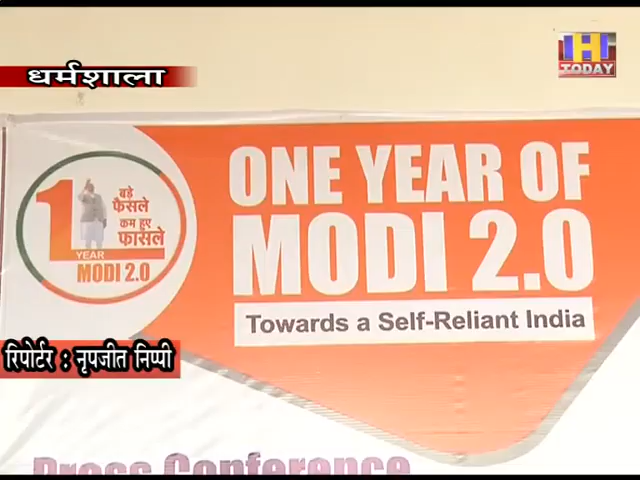 धर्मशाला
IHI
TODAY
ONE YEAR OF
MODI 2.0
Towards a Self-Reliant India
1
बड़े
फैसले
कम हुए
फासले
YEAR
MODI 2.0
रिपोर्टर : नृपजीत निप्पी
Press Conference